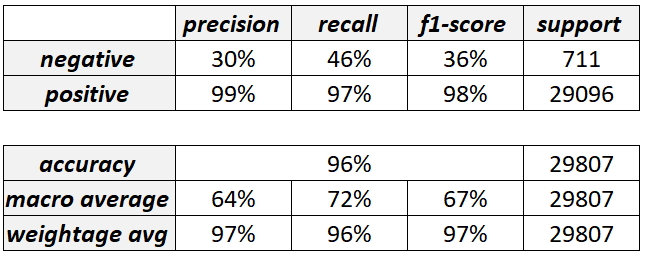 precision recall f1-score support
negative 30% 46% 36% 711
positive 99% 97% 98% 29096
accuracy 96% 29807
macro average 64% 72% 67% 29807
weightage avg 97% 96% 97% 29807